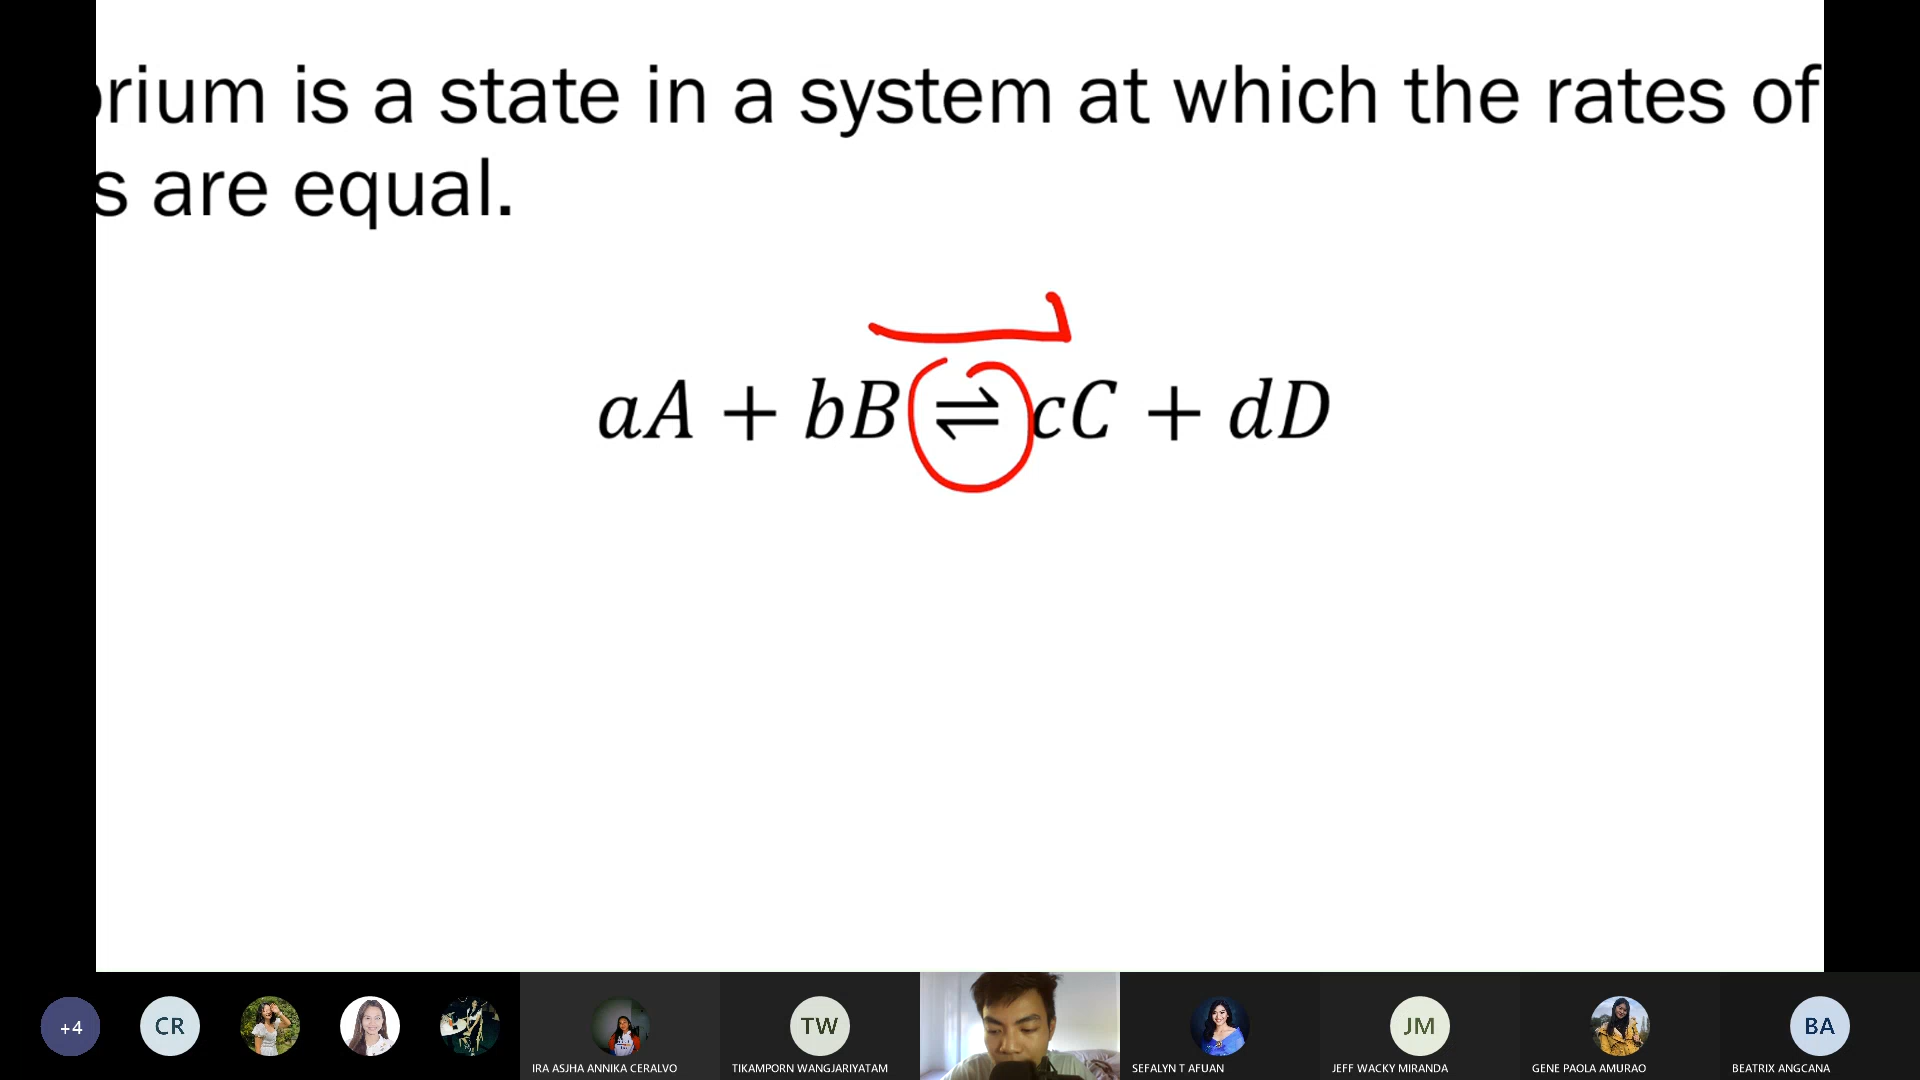 rium is a state in a system at which the rates of
s are equal.
aA + bB ⇌ cC + dD
+4
CR
TW
JM
BA
IRA ASJHA ANNIKA CERALVO
TIKAMPORN WANGJARIYATAM
SEFALYN T AFUAN
JEFF WACKY MIRANDA
GENE PAOLA AMURAO
BEATRIX ANGCANA